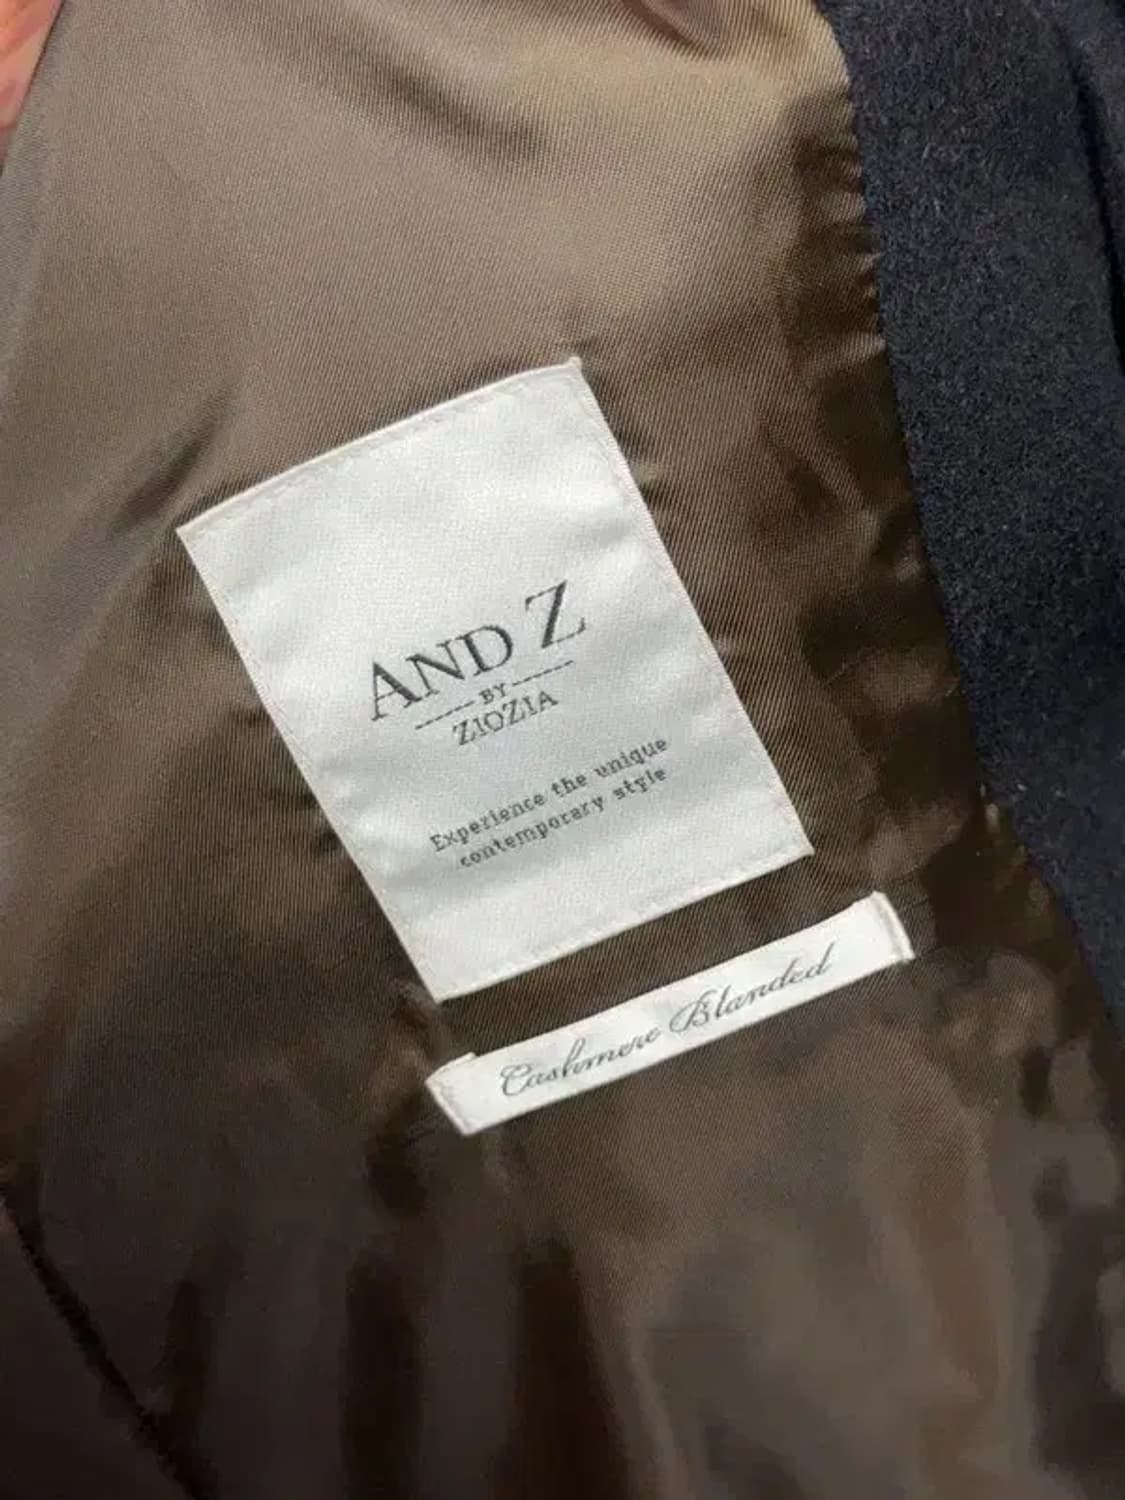 AND Z
BY
ZIOZIA
Experience the unique
contemporary style
Cashmere Blanded